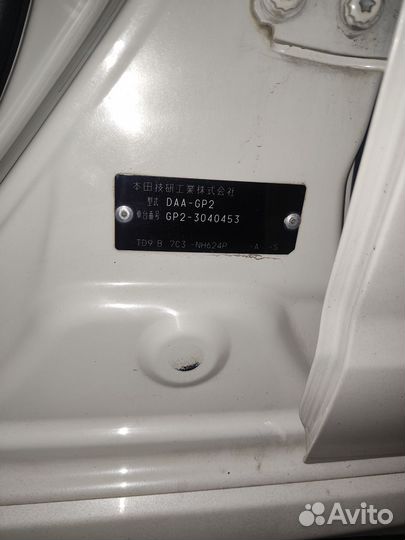 本田技研工業株式会社
型式 DAA-GP2
車台番号 GP2-3040453
TD9 B 7C3 -NH624P -A -S
Avito